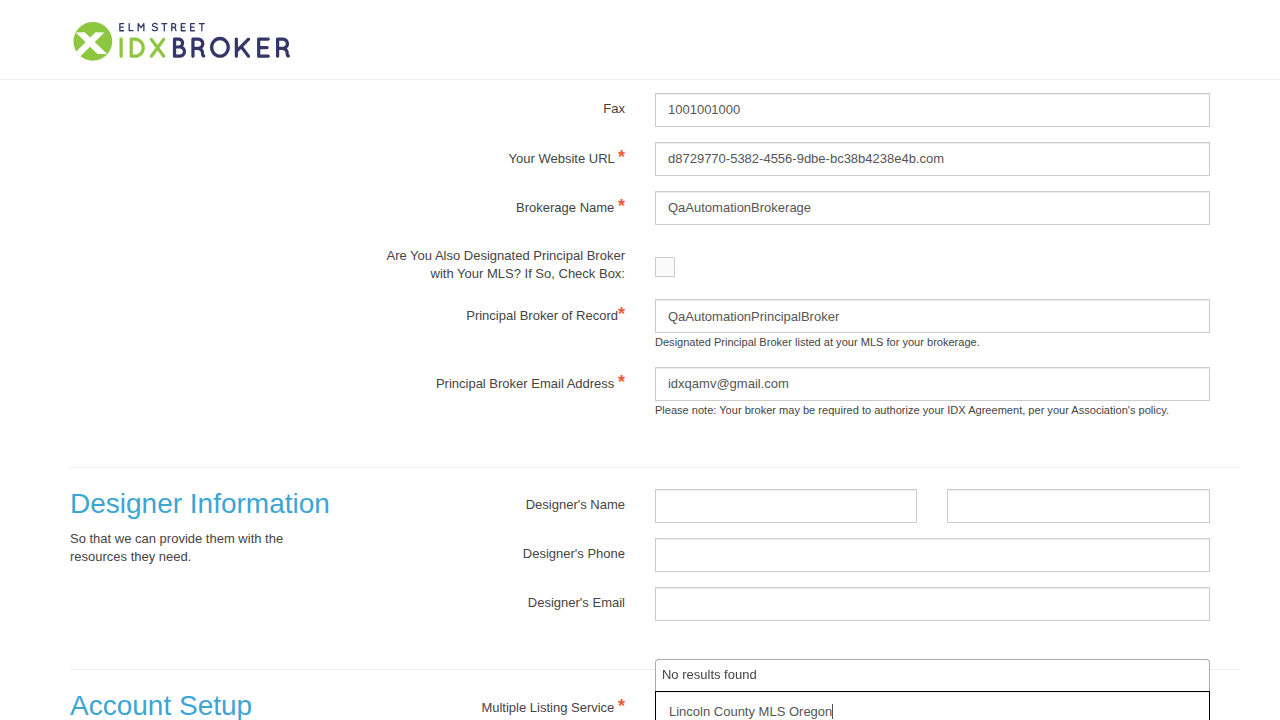 ELM STREET
IDXBROKER
Fax
1001001000
Your Website URL *
d8729770-5382-4556-9dbe-bc38b4238e4b.com
Brokerage Name *
QaAutomationBrokerage
Are You Also Designated Principal Broker
with Your MLS? If So, Check Box:
Principal Broker of Record*
QaAutomationPrincipalBroker
Designated Principal Broker listed at your MLS for your brokerage.
Principal Broker Email Address *
idxqamv@gmail.com
Please note: Your broker may be required to authorize your IDX Agreement, per your Association's policy.
Designer Information
So that we can provide them with the
resources they need.
Designer's Name
Designer's Phone
Designer's Email
No results found
Account Setup
Multiple Listing Service *
Lincoln County MLS Oregon